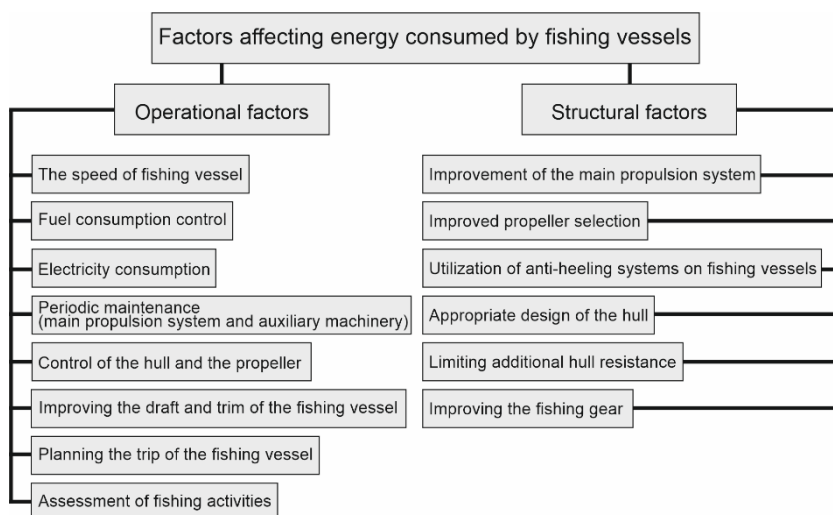 Factors affecting energy consumed by fishing vessels
Operational factors
The speed of fishing vessel
Fuel consumption control
Electricity consumption
Periodic maintenance
(main propulsion system and auxiliary machinery)
Control of the hull and the propeller
Improving the draft and trim of the fishing vessel
Planning the trip of the fishing vessel
Assessment of fishing activities
Structural factors
Improvement of the main propulsion system
Improved propeller selection
Utilization of anti-heeling systems on fishing vessels
Appropriate design of the hull
Limiting additional hull resistance
Improving the fishing gear